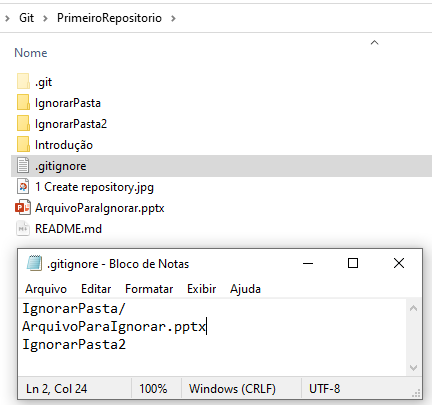 Git > PrimeiroRepositorio
Nome
.git
IgnorarPasta
IgnorarPasta2
Introdução
.gitignore
1 Create repository.jpg
ArquivoParaIgnorar.pptx
README.md
.gitignore - Bloco de Notas
Arquivo Editar Formatar Exibir Ajuda
IgnorarPasta/
ArquivoParaIgnorar.pptx
IgnorarPasta2
Ln 2, Col 24 100% Windows (CRLF) UTF-8